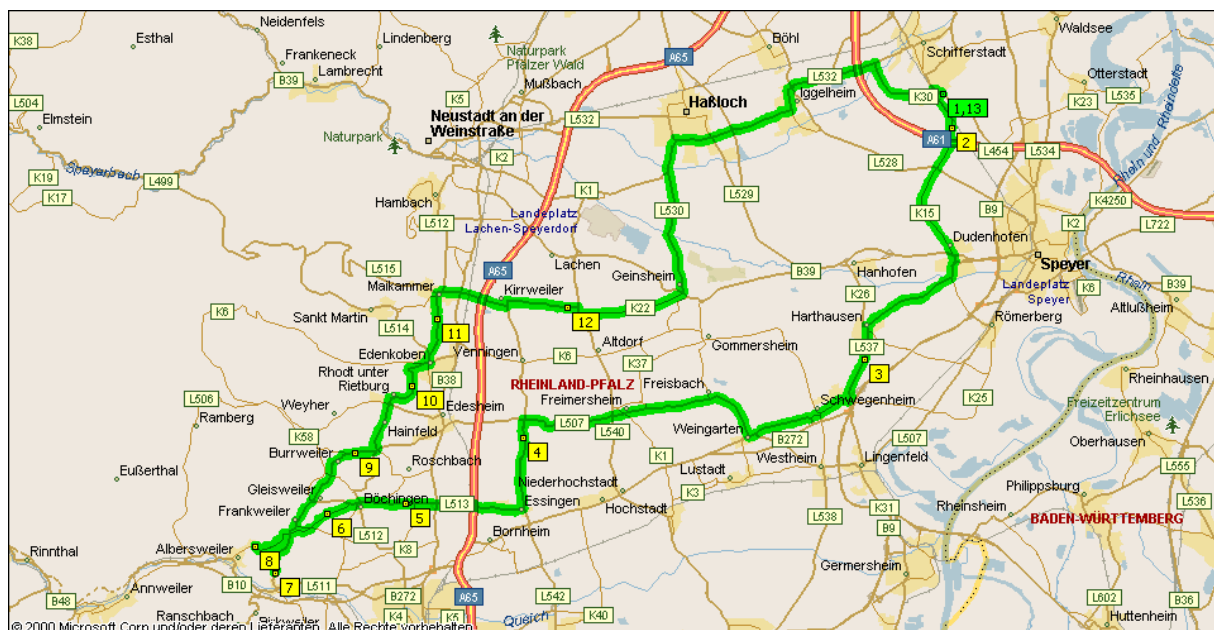 Neidenfels
K38
Esthal
Lindenberg
Frankeneck
B39
Lambrecht
Naturpark
Pfälzer Wald
Mußbach
A65
Böhl
Schifferstadt
Waldsee
Otterstadt
L532
Iggelheim
K30
1,13
K23
L535
L504
Elmstein
Naturpark
Neustadt an der
Weinstraße
K5
L532
Haßloch
A61
2
L454
L534
Rhein und Rheindelta
K2
Speyerbach
L499
K19
K17
Hambach
L512
K1
L528
L529
L530
K15
B9
K4250
K2
L722
Landeplatz
Lachen-Speyerdorf
Dudenhofen
Speyer
L515
A65
Lachen
Geinsheim
B39
Hanhofen
Rhein
Landeplatz
Speyer
K6
B39
Altlußheim
Maikammer
Kirrweiler
K22
K26
K6
Sankt Martin
L514
11
12
Harthausen
Römerberg
Edenkoben
Venningen
K6
Altdorf
Gommersheim
L537
3
K37
Rhodt unter
Rietburg
B38
RHEINLAND-PFALZ
Freisbach
Rheinhausen
10
Freimersheim
Schwegenheim
K25
Freizeitzentrum
Erlichsee
L506
Ramberg
Weyher
Edesheim
Hainfeld
L507
L540
Weingarten
B272
L507
Oberhausen
K58
4
Burrweiler
9
Roschbach
K1
Westheim
Lingenfeld
L555
Eußerthal
Lustadt
Niederhochstadt
K3
Philippsburg
L536
Gleisweiler
Böchingen
L513
Essingen
Hochstadt
Frankweiler
6
5
L538
K31
Rheinsheim
BADEN-WÜRTTEMBERG
L512
Bornheim
B9
Rinnthal
Albersweiler
8
K8
Germersheim
B10
7
L511
Annweiler
B48
B272
A65
L542
L602
B36
Ranschbach
K4
K5
Queich
K40
Huttenheim
Birkweiler
© 2000 Microsoft Corp und/oder deren Lieferanten. Alle Rechte vorbehalten.